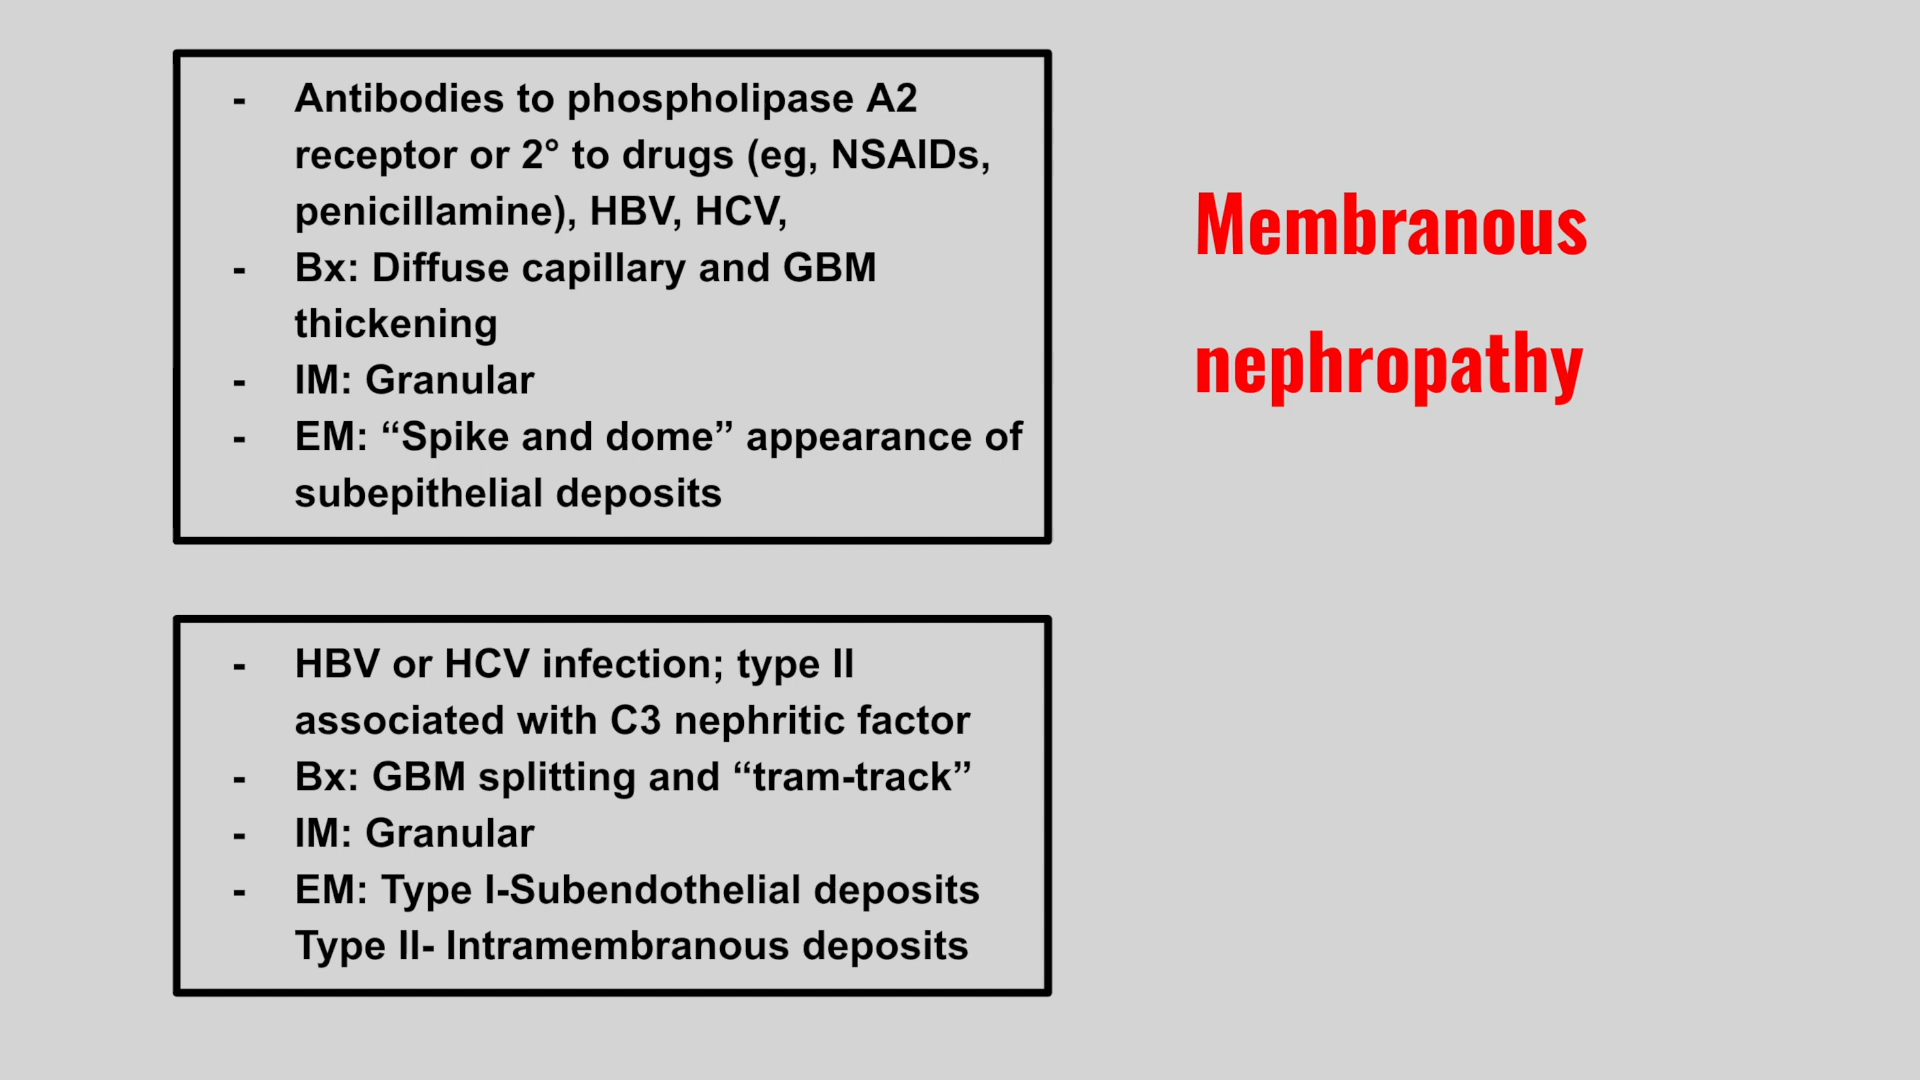 - Antibodies to phospholipase A2
receptor or 2° to drugs (eg, NSAIDs,
penicillamine), HBV, HCV,
- Bx: Diffuse capillary and GBM
thickening
- IM: Granular
- EM: “Spike and dome” appearance of
subepithelial deposits
Membranous
nephropathy
- HBV or HCV infection; type II
associated with C3 nephritic factor
- Bx: GBM splitting and “tram-track”
- IM: Granular
- EM: Type I-Subendothelial deposits
Type II- Intramembranous deposits